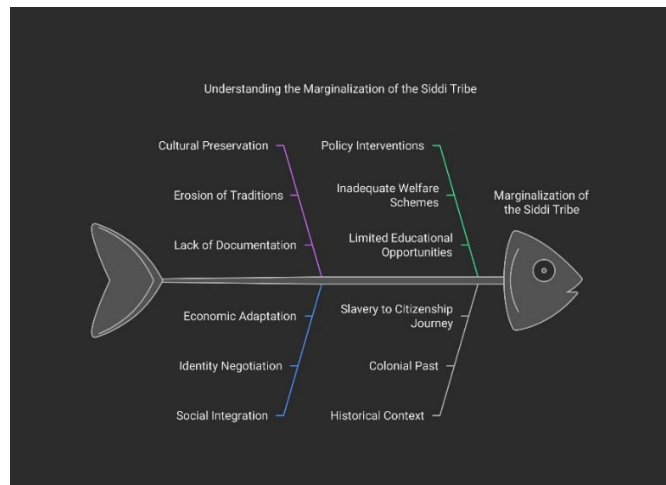 Understanding the Marginalization of the Siddi Tribe
Cultural Preservation
Erosion of Traditions
Lack of Documentation
Policy Interventions
Inadequate Welfare
Schemes
Limited Educational
Opportunities
Marginalization of
the Siddi Tribe
Economic Adaptation
Identity Negotiation
Social Integration
Slavery to Citizenship
Journey
Colonial Past
Historical Context